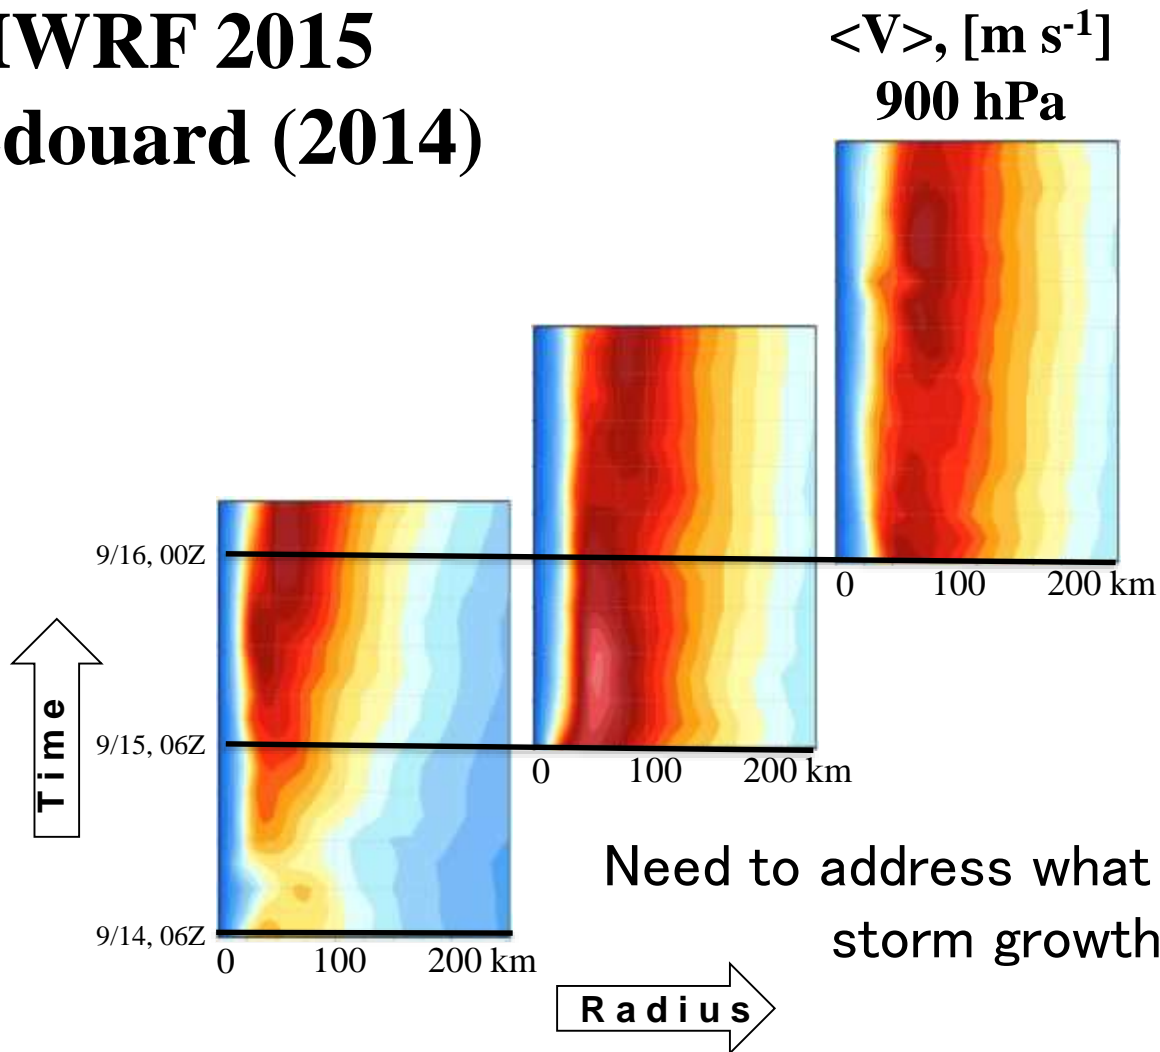 IWRF 2015
douard (2014)
<V>, [m s-1]
900 hPa
9/16, 00Z
0 100 200 km
Time
9/15, 06Z
0 100 200 km
Need to address what
storm growth
9/14, 06Z
0 100 200 km
Radius